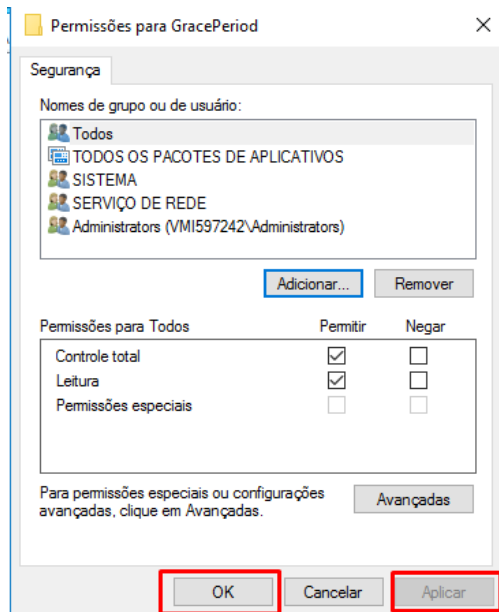 Permissões para GracePeriod
Segurança
Nomes de grupo ou de usuário:
Todos
TODOS OS PACOTES DE APLICATIVOS
SISTEMA
SERVIÇO DE REDE
Administrators (VMI597242\Administrators)
Adicionar... Remover
Permissões para Todos Permitir Negar
Controle total
Leitura
Permissões especiais
Para permissões especiais ou configurações
avançadas, clique em Avançadas.
Avançadas
OK Cancelar Aplicar